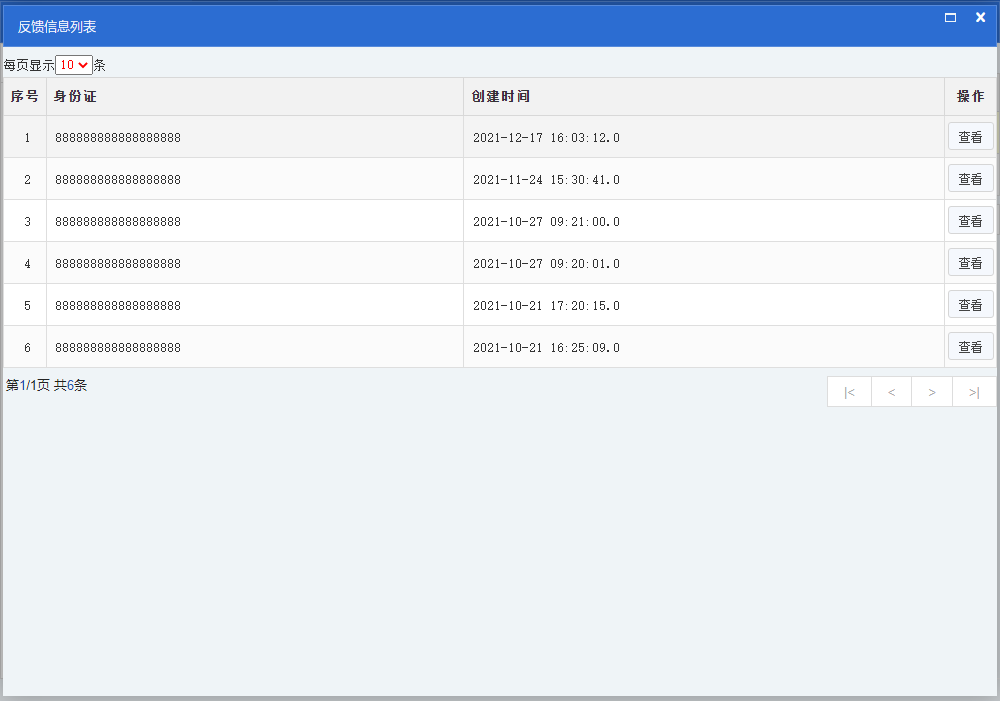 反馈信息列表
每页显示10条
序号 身份证 创建时间 操作
1 888888888888888888 2021-12-17 16:03:12.0 查看
2 888888888888888888 2021-11-24 15:30:41.0 查看
3 888888888888888888 2021-10-27 09:21:00.0 查看
4 888888888888888888 2021-10-27 09:20:01.0 查看
5 888888888888888888 2021-10-21 17:20:15.0 查看
6 888888888888888888 2021-10-21 16:25:09.0 查看
第1/1页 共6条 |< < > >|